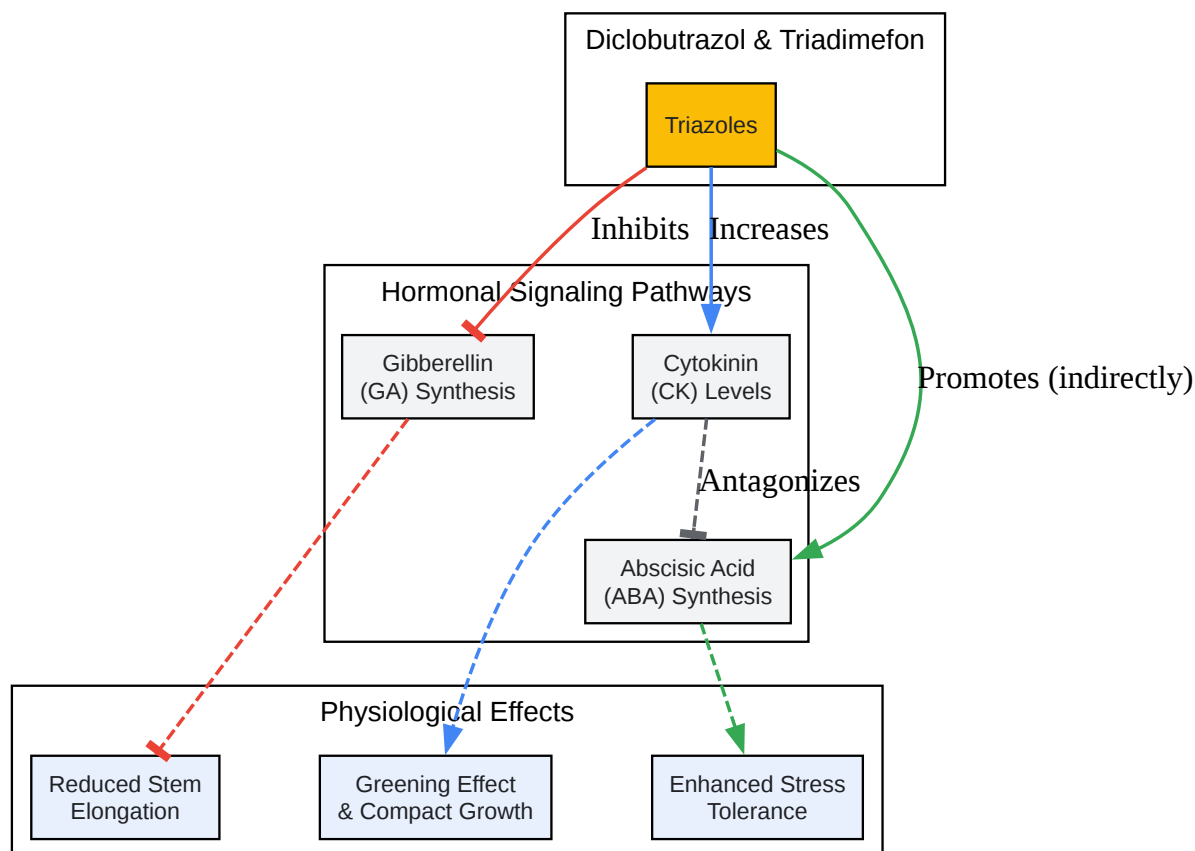 Diclobutrazol & Triadimefon
Triazoles
Inhibits
Increases
Hormonal Signaling Pathways
Gibberellin
(GA) Synthesis
Cytokinin
(CK) Levels
Promotes (indirectly)
Antagonizes
Abscisic Acid
(ABA) Synthesis
Physiological Effects
Reduced Stem
Elongation
Greening Effect
& Compact Growth
Enhanced Stress
Tolerance